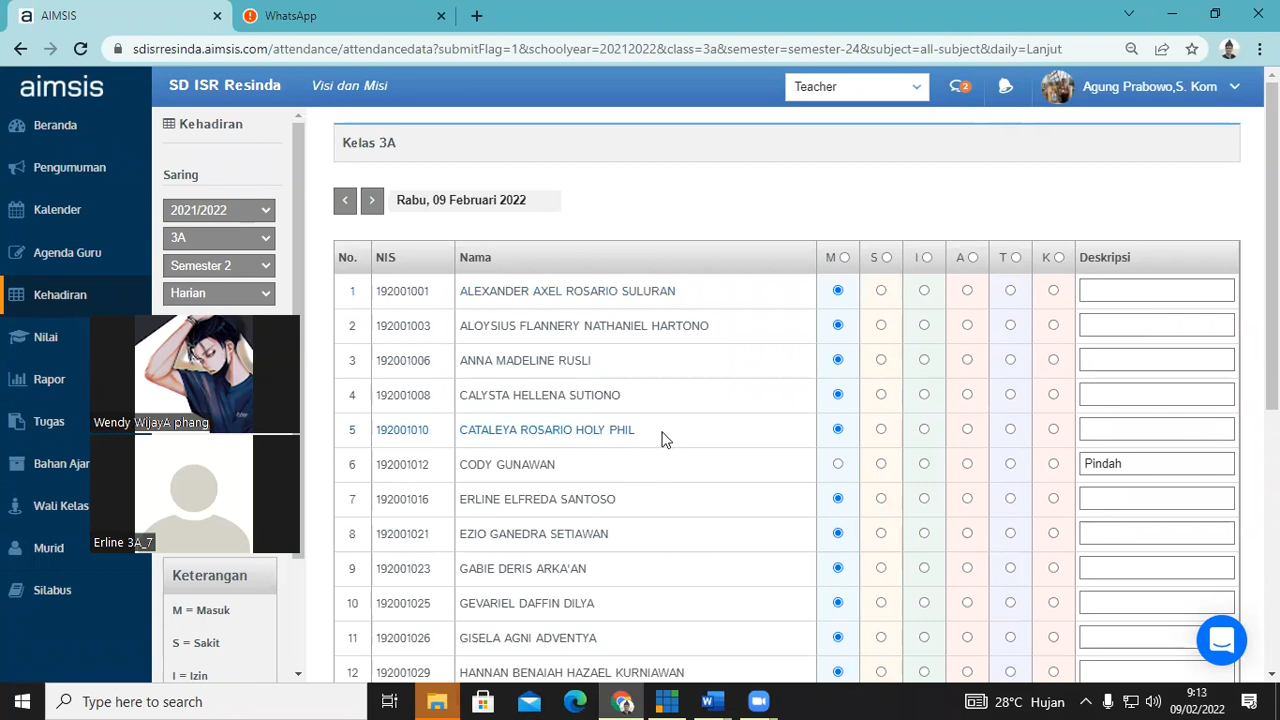 AIMSIS
WhatsApp
sdisrresinda.aimsis.com/attendance/attendancedata?submitFlag=1&schoolyear=20212022&class=3a&semester=semester-24&subject=all-subject&daily=Lanjut
aimsis
SD ISR Resinda
Visi dan Misi
Teacher
2
Agung Prabowo,S. Kom
Beranda
Pengumuman
Kalender
Agenda Guru
Kehadiran
Nilai
Rapor
Tugas
Bahan Ajar
Wali Kelas
Murid
Silabus
Kehadiran
Saring
2021/2022
3A
Semester 2
Harian
Wendy WijayA phang
Erline 3A_7
Keterangan
M = Masuk
S = Sakit
I = Izin
Kelas 3A
Rabu, 09 Februari 2022
No. NIS Nama M S I A T K Deskripsi
1 192001001 ALEXANDER AXEL ROSARIO SULURAN
2 192001003 ALOYSIUS FLANNERY NATHANIEL HARTONO
3 192001006 ANNA MADELINE RUSLI
4 192001008 CALYSTA HELLENA SUTIONO
5 192001010 CATALEYA ROSARIO HOLY PHIL
6 192001012 CODY GUNAWAN Pindah
7 192001016 ERLINE ELFREDA SANTOSO
8 192001021 EZIO GANEDRA SETIAWAN
9 192001023 GABIE DERIS ARKA'AN
10 192001025 GEVARIEL DAFFIN DILYA
11 192001026 GISELA AGNI ADVENTYA
12 192001029 HANNAN BENAIAH HAZAEL KURNIAWAN
Type here to search
28°C Hujan
9:13
09/02/2022